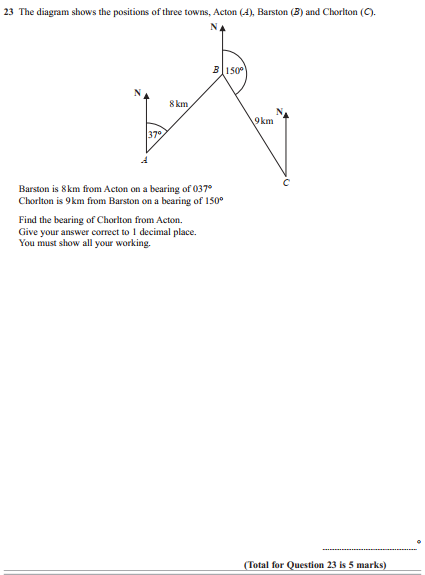 23 The diagram shows the positions of three towns, Acton (A), Barston (B) and Chorlton (C).
N
B 150°
N
8 km
N
9 km
37°
A
C
Barston is 8 km from Acton on a bearing of 037°
Chorlton is 9 km from Barston on a bearing of 150°
Find the bearing of Chorlton from Acton.
Give your answer correct to 1 decimal place.
You must show all your working.
°
(Total for Question 23 is 5 marks)